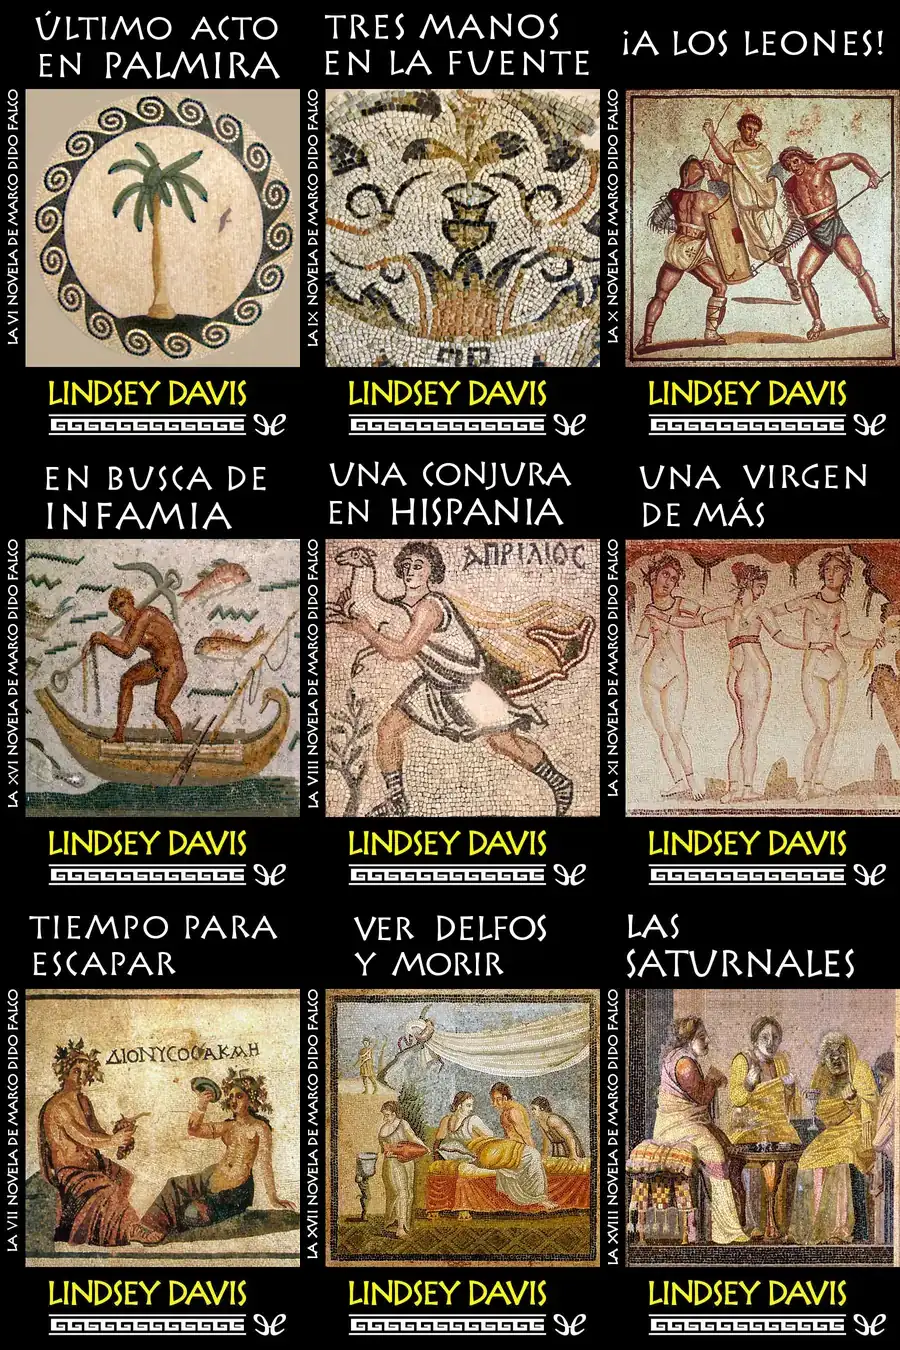 ÚLTIMO ACTO
EN PALMIRA
LA VI NOVELA DE MARCO DIDO FALCO
LINDSEY DAVIS
TRES MANOS
EN LA FUENTE
LA IX NOVELA DE MARCO DIDO FALCO
LINDSEY DAVIS
¡A LOS LEONES!
LA X NOVELA DE MARCO DIDO FALCO
LINDSEY DAVIS
EN BUSCA DE
INFAMIA
LA XVI NOVELA DE MARCO DIDO FALCO
LINDSEY DAVIS
UNA CONJURA
EN HISPANIA
LA VIII NOVELA DE MARCO DIDO FALCO
ΑΠΡΙΛΙΟC
LINDSEY DAVIS
UNA VIRGEN
DE MÁS
LA XI NOVELA DE MARCO DIDO FALCO
LINDSEY DAVIS
TIEMPO PARA
ESCAPAR
LA VII NOVELA DE MARCO DIDO FALCO
ΔΙΟΝΥCΟC ΑΚΜΗ
LINDSEY DAVIS
VER DELFOS
Y MORIR
LA XVII NOVELA DE MARCO DIDO FALCO
LINDSEY DAVIS
LAS
SATURNALES
LA XVIII NOVELA DE MARCO DIDO FALCO
LINDSEY DAVIS